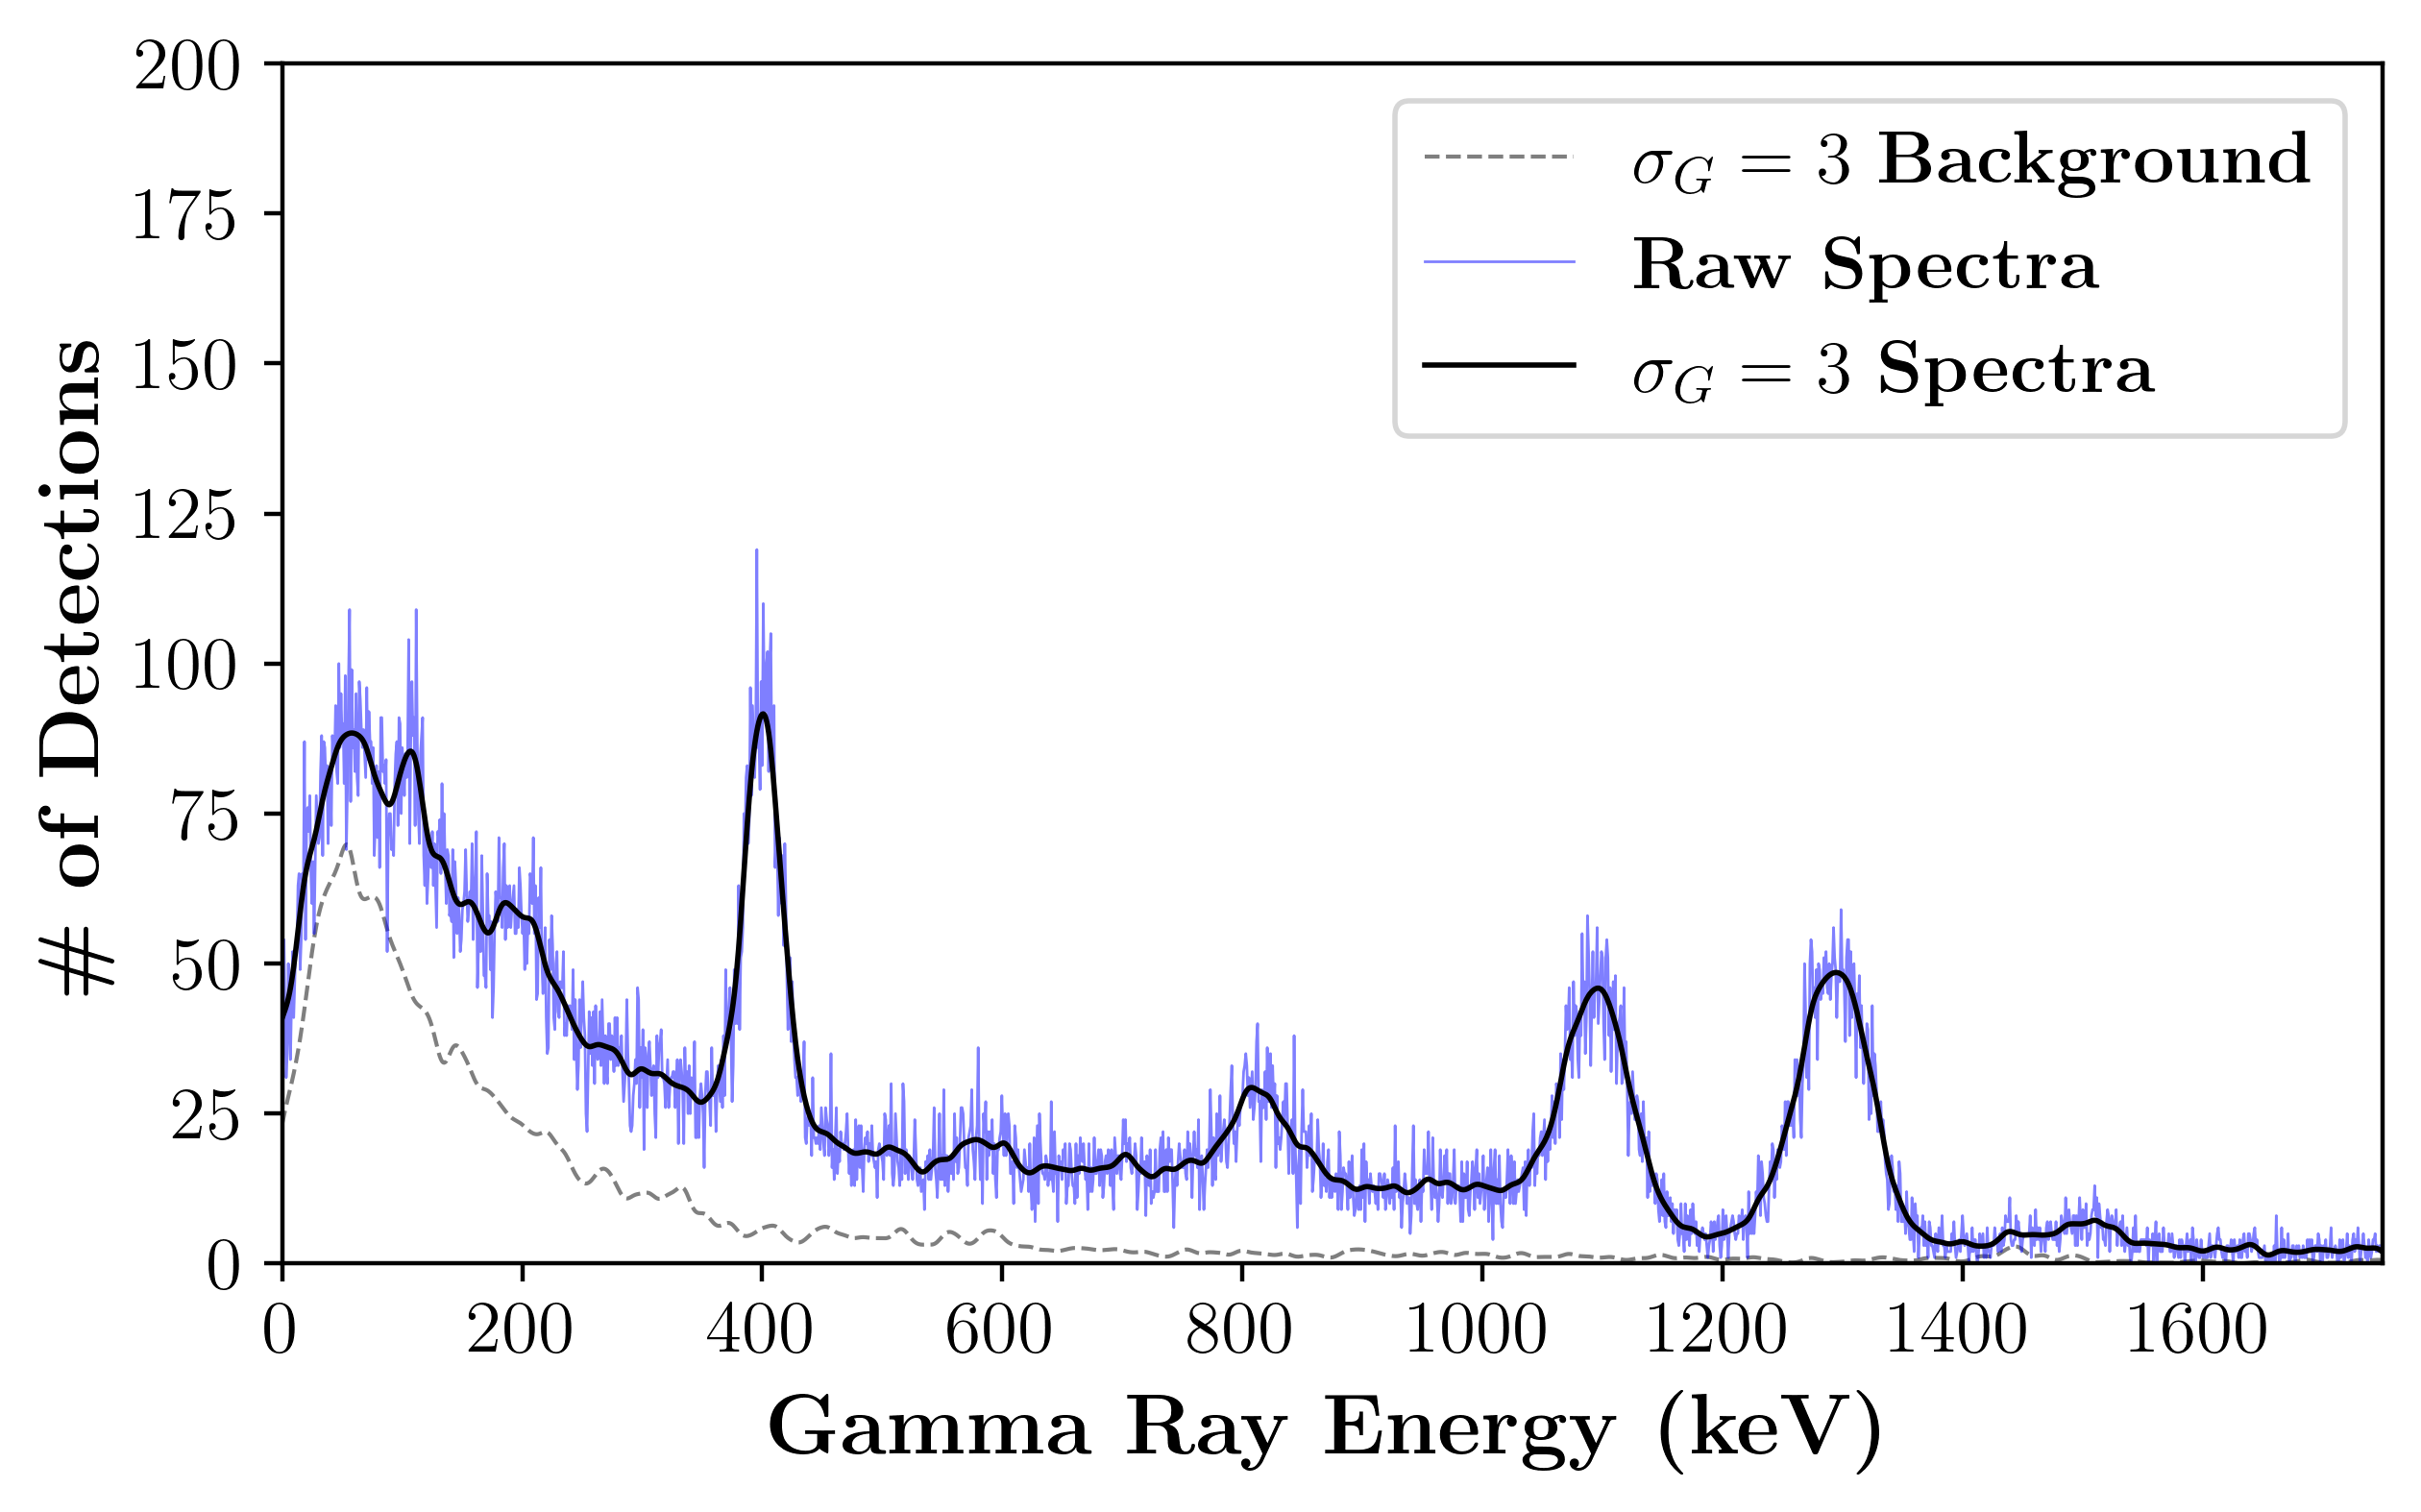 200
175
150
125
100
75
50
25
0
# of Detections
σG = 3 Background
Raw Spectra
σG = 3 Spectra
0 200 400 600 800 1000 1200 1400 1600
Gamma Ray Energy (keV)